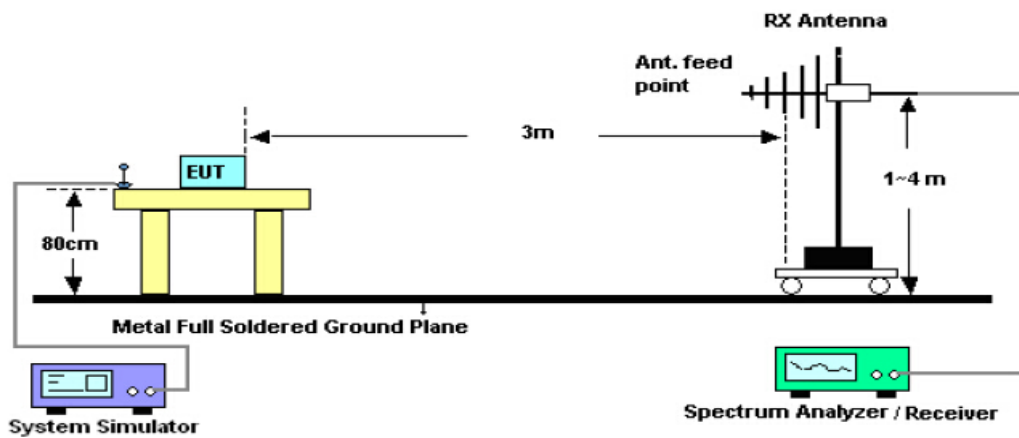 RX Antenna
Ant. feed
point
3m
EUT
1~4 m
80cm
Metal Full Soldered Ground Plane
System Simulator
Spectrum Analyzer / Receiver